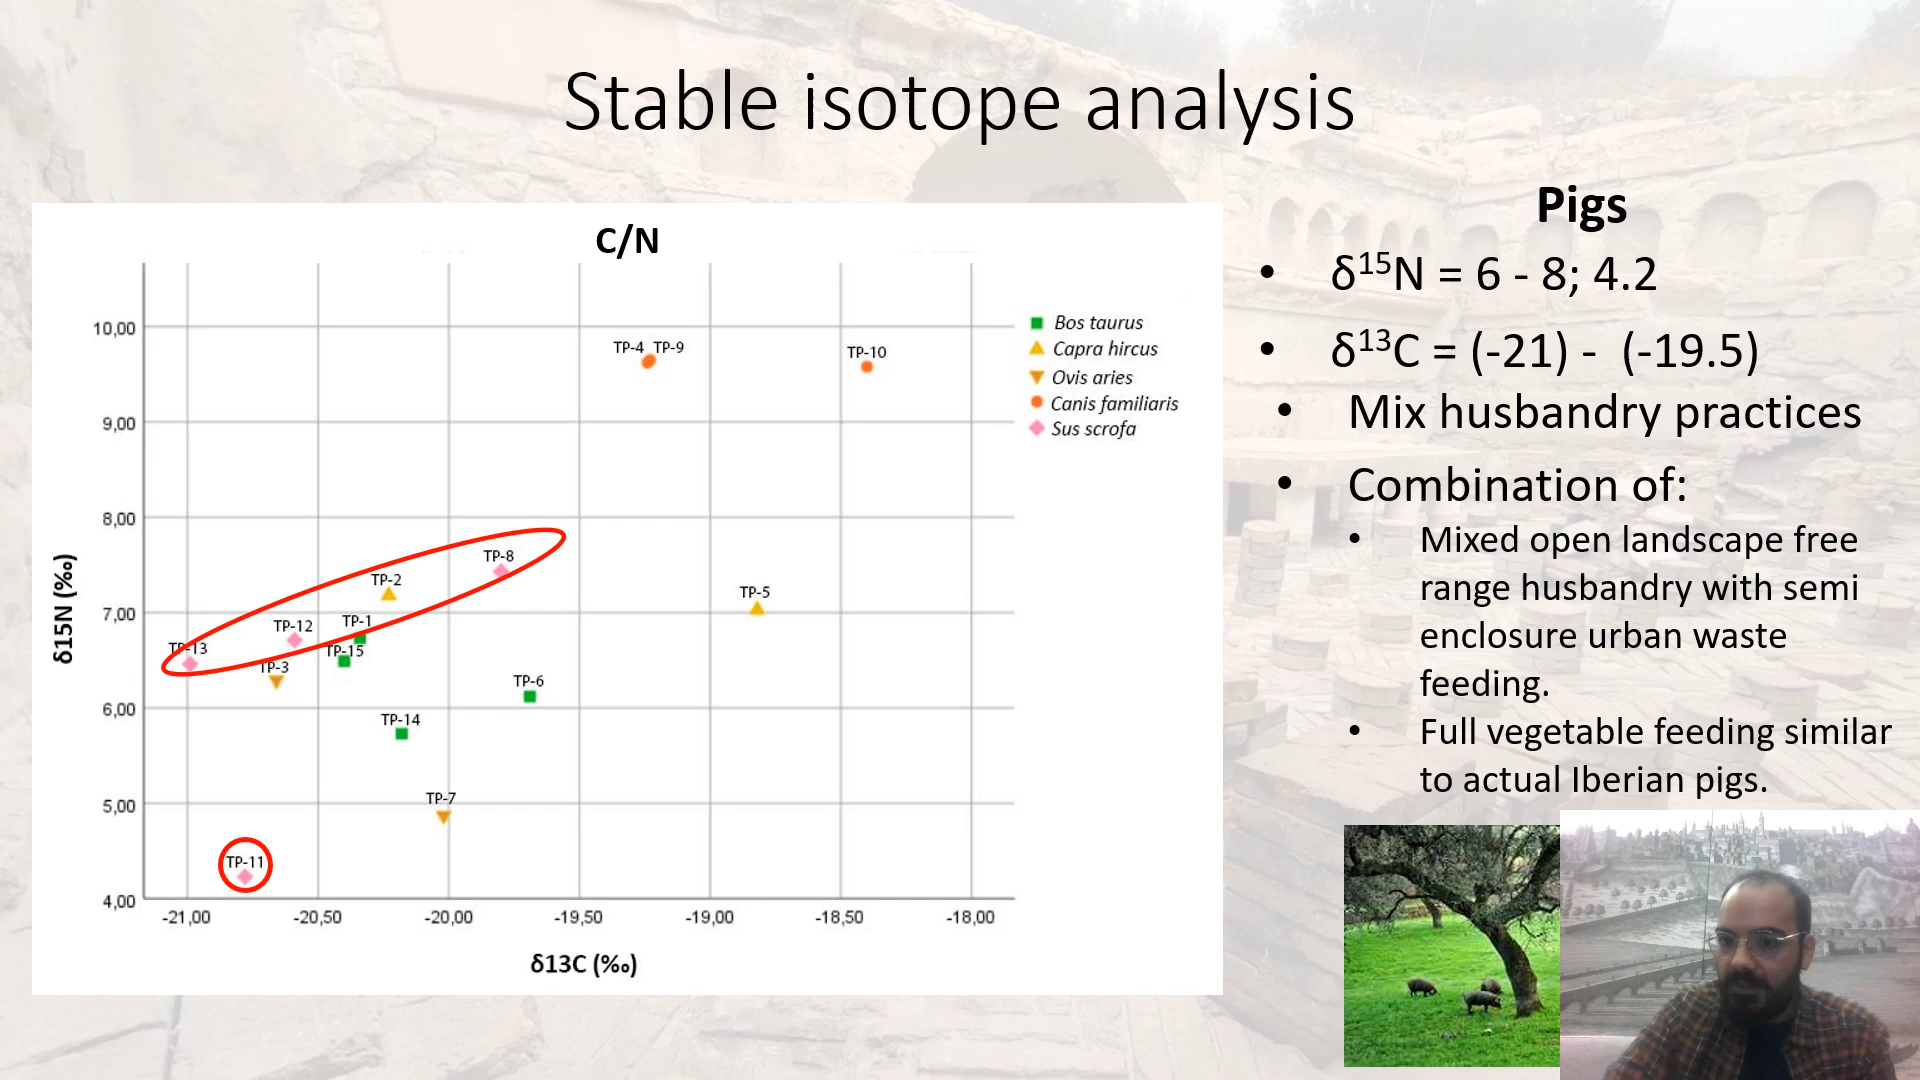 Stable isotope analysis
C/N
10,00
9,00
8,00
7,00
6,00
5,00
4,00
-21,00
-20,50
-20,00
-19,50
-19,00
-18,50
-18,00
δ15N (‰)
δ13C (‰)
TP-4
TP-9
TP-10
TP-8
TP-2
TP-5
TP-12
TP-1
TP-13
TP-15
TP-3
TP-6
TP-14
TP-7
TP-11
Bos taurus
Capra hircus
Ovis aries
Canis familiaris
Sus scrofa
Pigs
• δ¹⁵N = 6 - 8; 4.2
• δ¹³C = (-21) - (-19.5)
• Mix husbandry practices
• Combination of:
• Mixed open landscape free
range husbandry with semi
enclosure urban waste
feeding.
• Full vegetable feeding similar
to actual Iberian pigs.